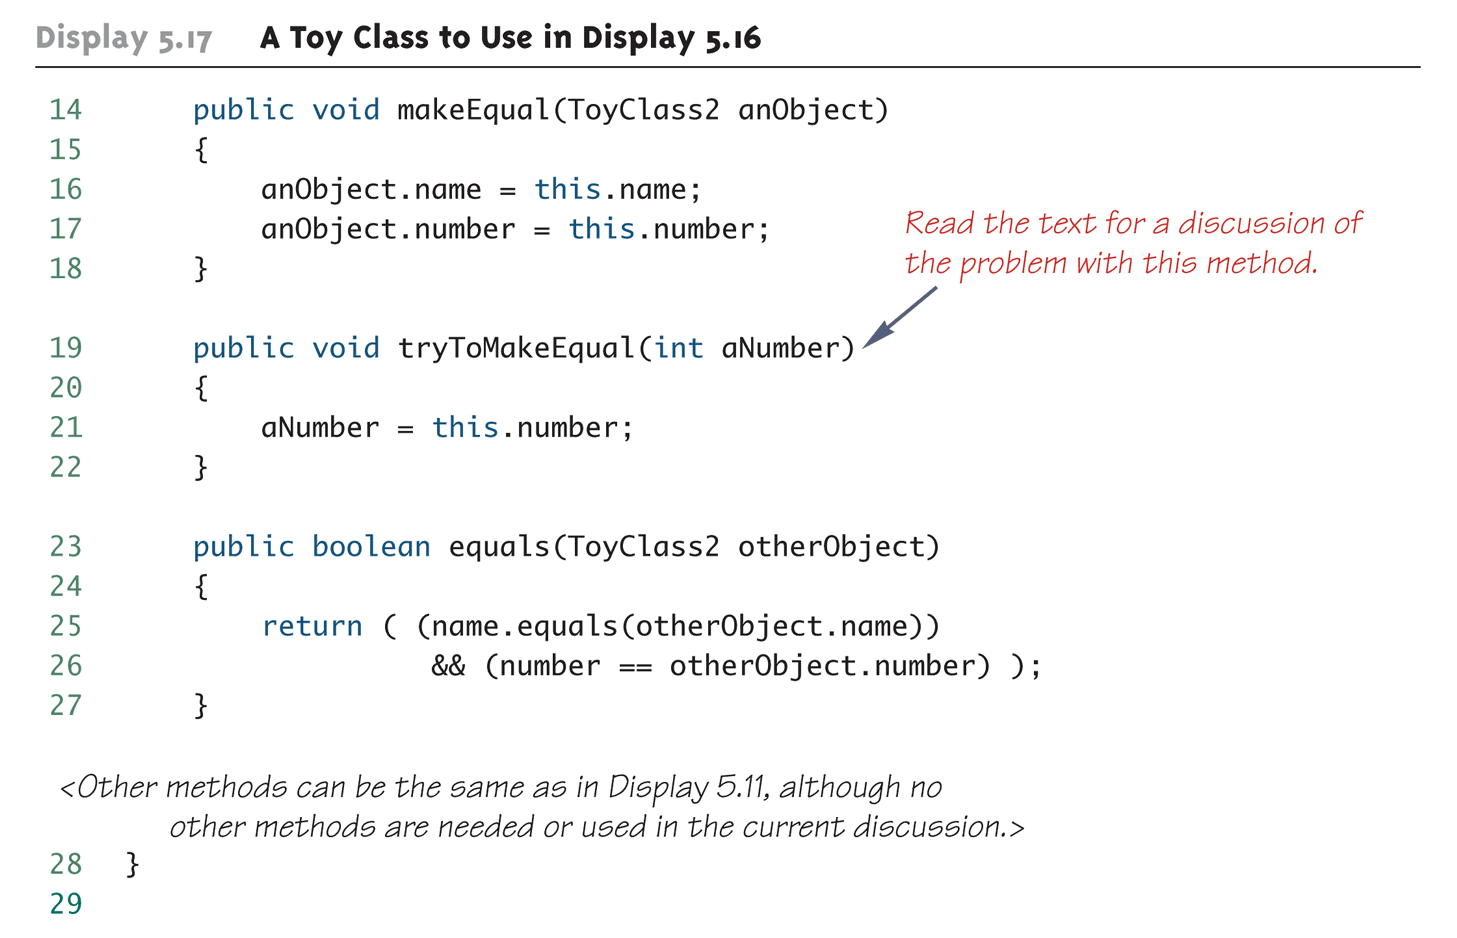 Display 5.17 A Toy Class to Use in Display 5.16
14 public void makeEqual(ToyClass2 anObject)
15 {
16 anObject.name = this.name;
17 anObject.number = this.number;
18 }
Read the text for a discussion of
the problem with this method.
19 public void tryToMakeEqual(int aNumber)
20 {
21 aNumber = this.number;
22 }
23 public boolean equals(ToyClass2 otherObject)
24 {
25 return ( (name.equals(otherObject.name))
26 && (number == otherObject.number) );
27 }
<Other methods can be the same as in Display 5.11, although no
other methods are needed or used in the current discussion.>
28 }
29